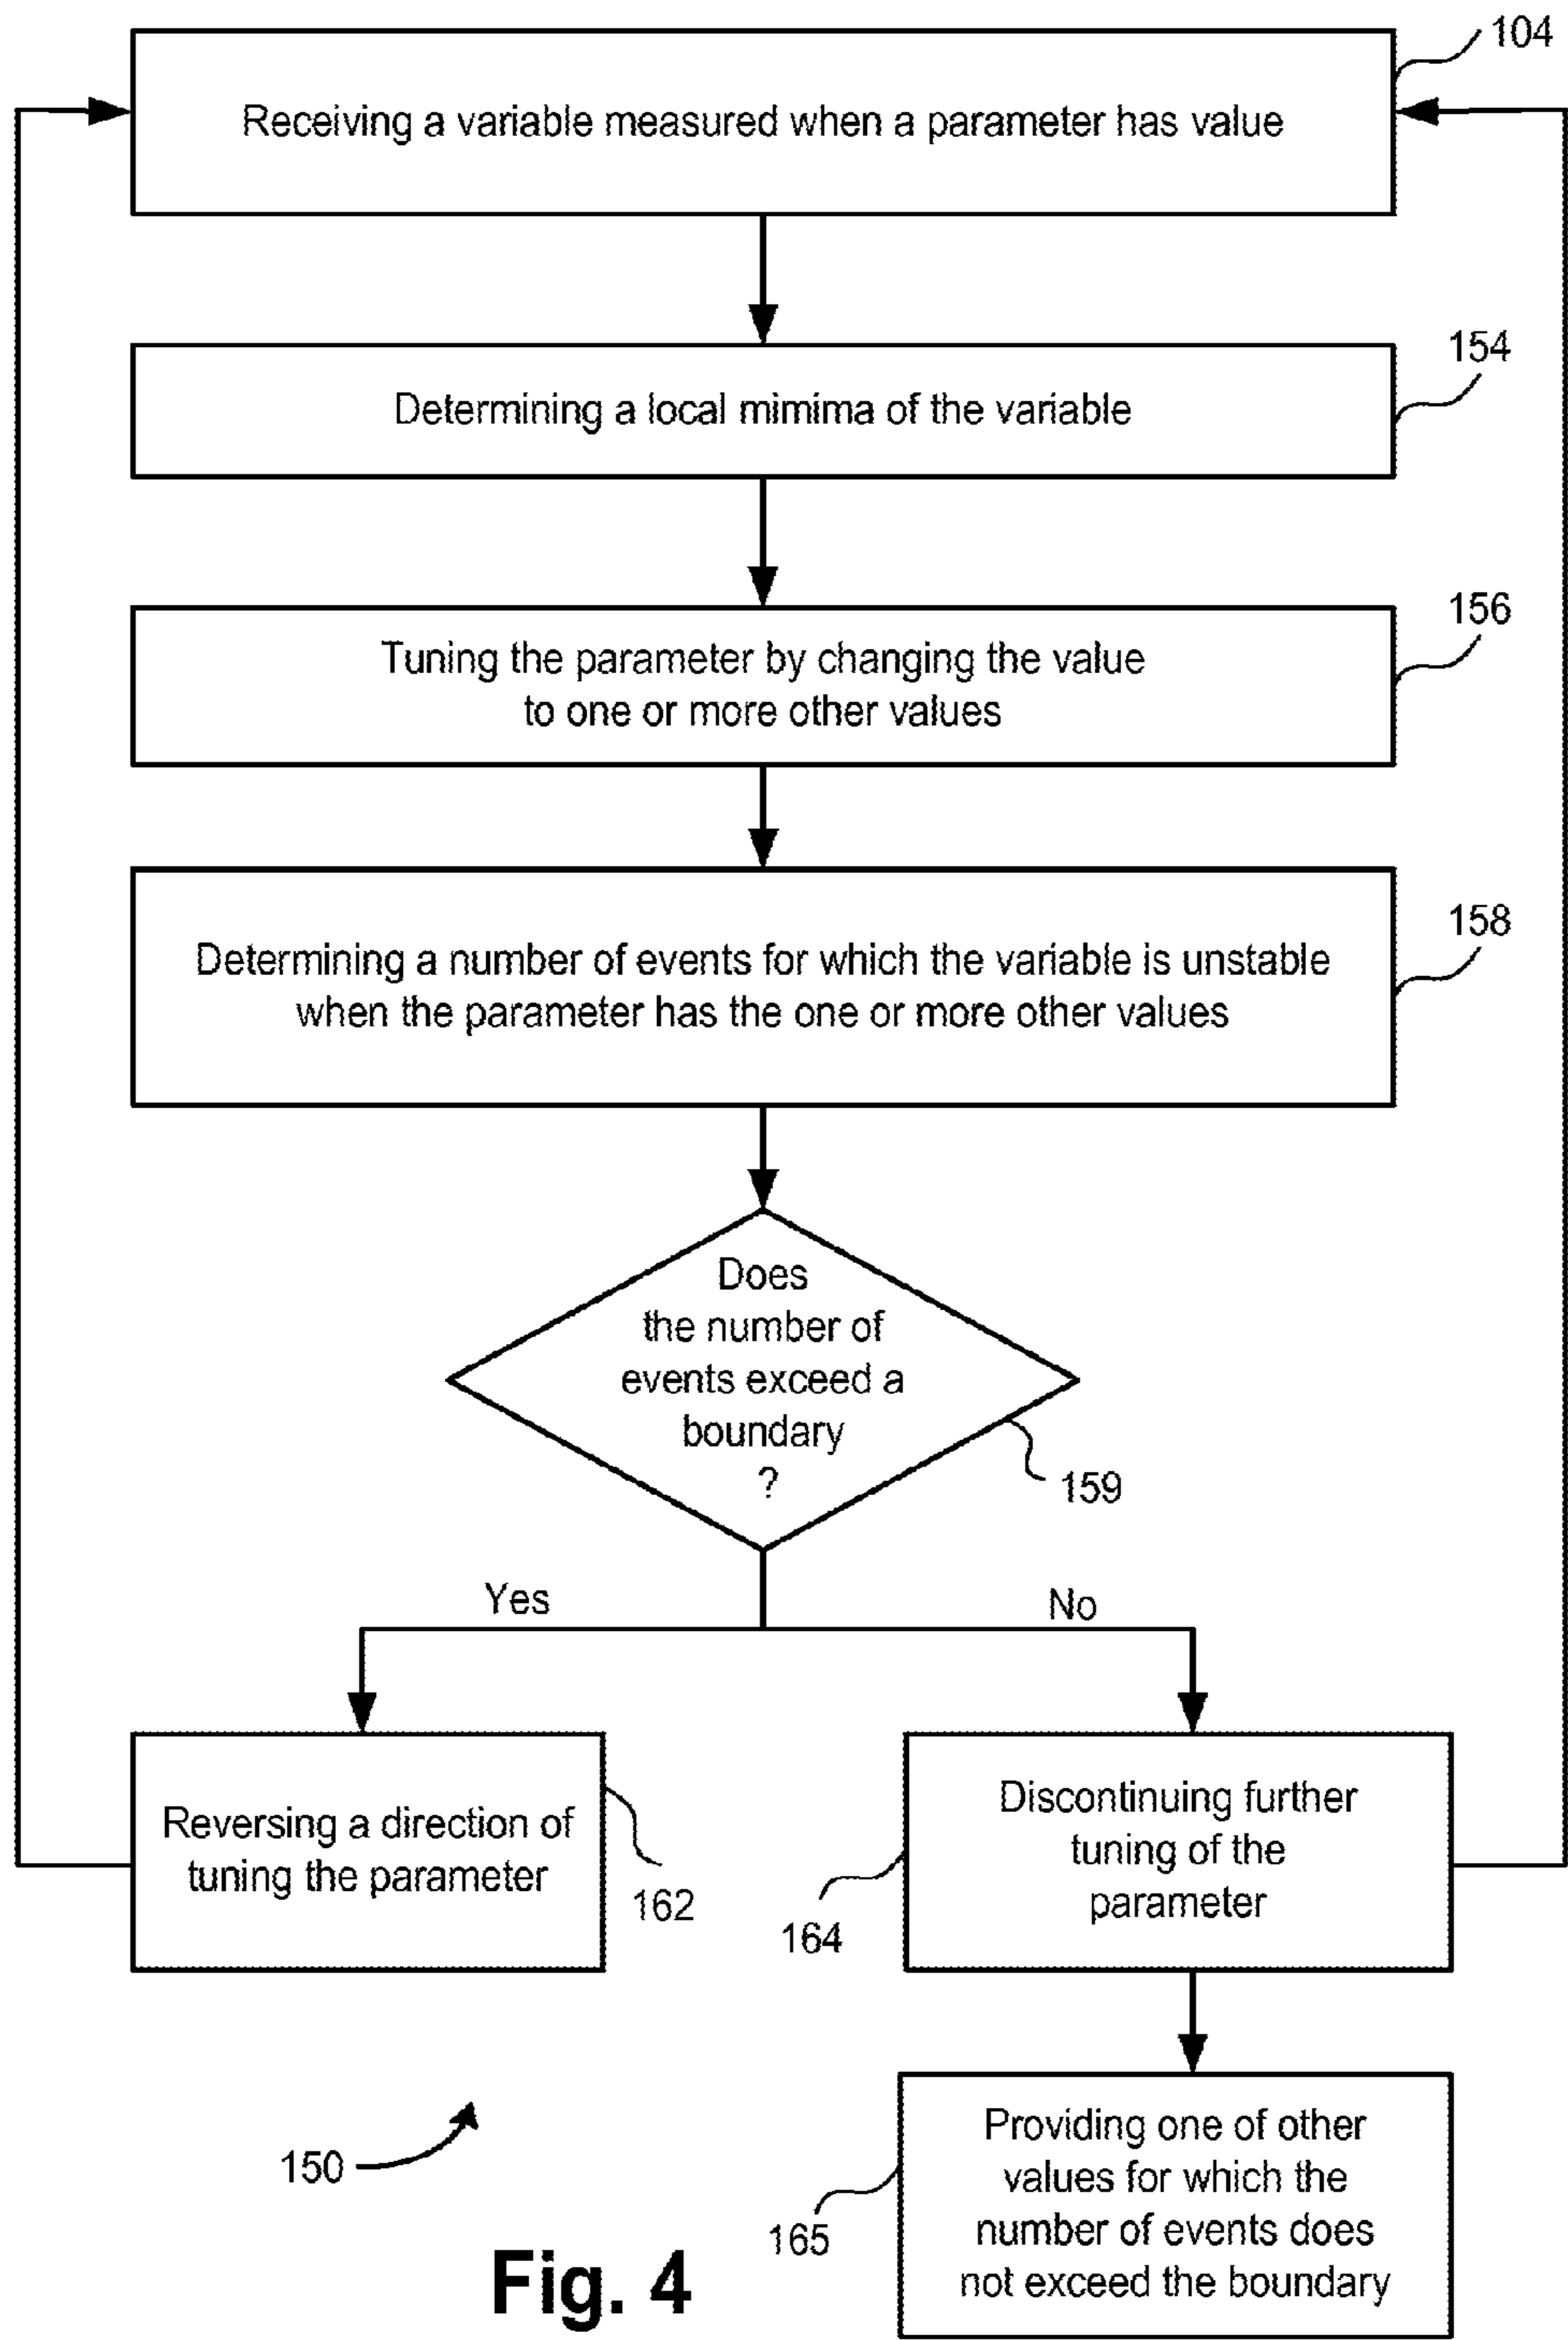 104
Receiving a variable measured when a parameter has value
154
Determining a local mimima of the variable
156
Tuning the parameter by changing the value
to one or more other values
158
Determining a number of events for which the variable is unstable
when the parameter has the one or more other values
Does
the number of
events exceed a
boundary
?
159
Yes
No
Reversing a direction of
tuning the parameter
162
Discontinuing further
tuning of the
parameter
164
Providing one of other
values for which the
number of events does
not exceed the boundary
165
150
Fig. 4